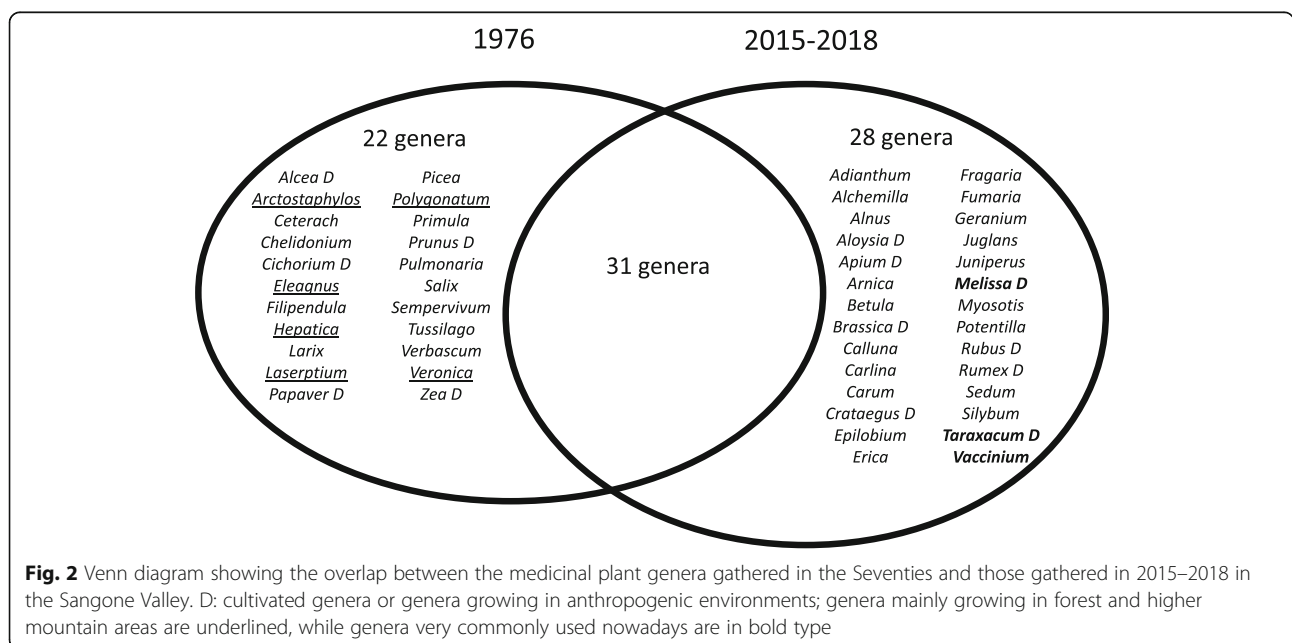 1976
2015-2018
22 genera
Alcea D
Arctostaphylos
Ceterach
Chelidonium
Cichorium D
Eleagnus
Filipendula
Hepatica
Larix
Laserptium
Papaver D
Picea
Polygonatum
Primula
Prunus D
Pulmonaria
Salix
Sempervivum
Tussilago
Verbascum
Veronica
Zea D
31 genera
28 genera
Adianthum
Alchemilla
Alnus
Aloysia D
Apium D
Arnica
Betula
Brassica D
Calluna
Carlina
Carum
Crataegus D
Epilobium
Erica
Fragaria
Fumaria
Geranium
Juglans
Juniperus
Melissa D
Myosotis
Potentilla
Rubus D
Rumex D
Sedum
Silybum
Taraxacum D
Vaccinium
Fig. 2 Venn diagram showing the overlap between the medicinal plant genera gathered in the Seventies and those gathered in 2015–2018 in
the Sangone Valley. D: cultivated genera or genera growing in anthropogenic environments; genera mainly growing in forest and higher
mountain areas are underlined, while genera very commonly used nowadays are in bold type